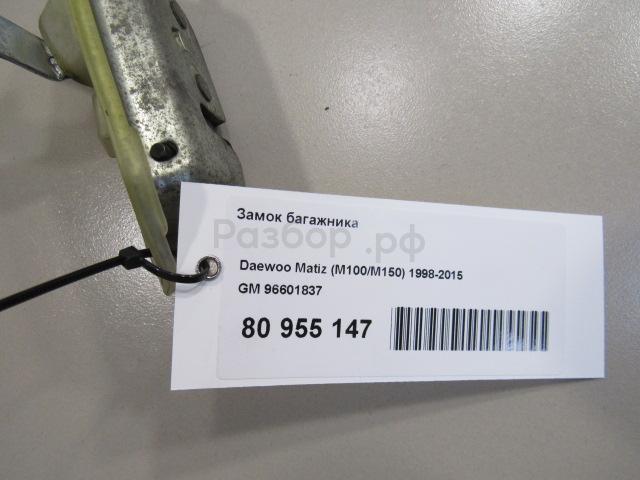 Замок багажника
Разбор.рф
Daewoo Matiz (M100/M150) 1998-2015
GM 96601837
80 955 147